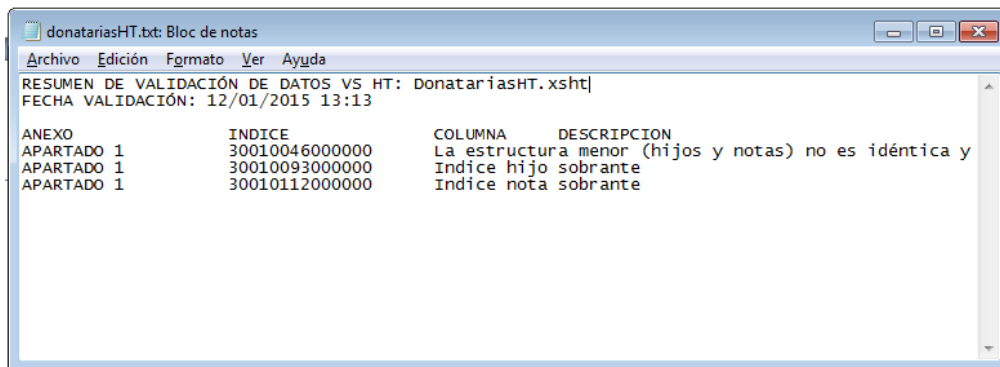 donatariasHT.txt: Bloc de notas
Archivo Edición Formato Ver Ayuda
RESUMEN DE VALIDACIÓN DE DATOS VS HT: DonatariasHT.xsht
FECHA VALIDACIÓN: 12/01/2015 13:13
ANEXO INDICE COLUMNA DESCRIPCION
APARTADO 1 30010046000000 La estructura menor (hijos y notas) no es idéntica y
APARTADO 1 30010093000000 Indice hijo sobrante
APARTADO 1 30010112000000 Indice nota sobrante